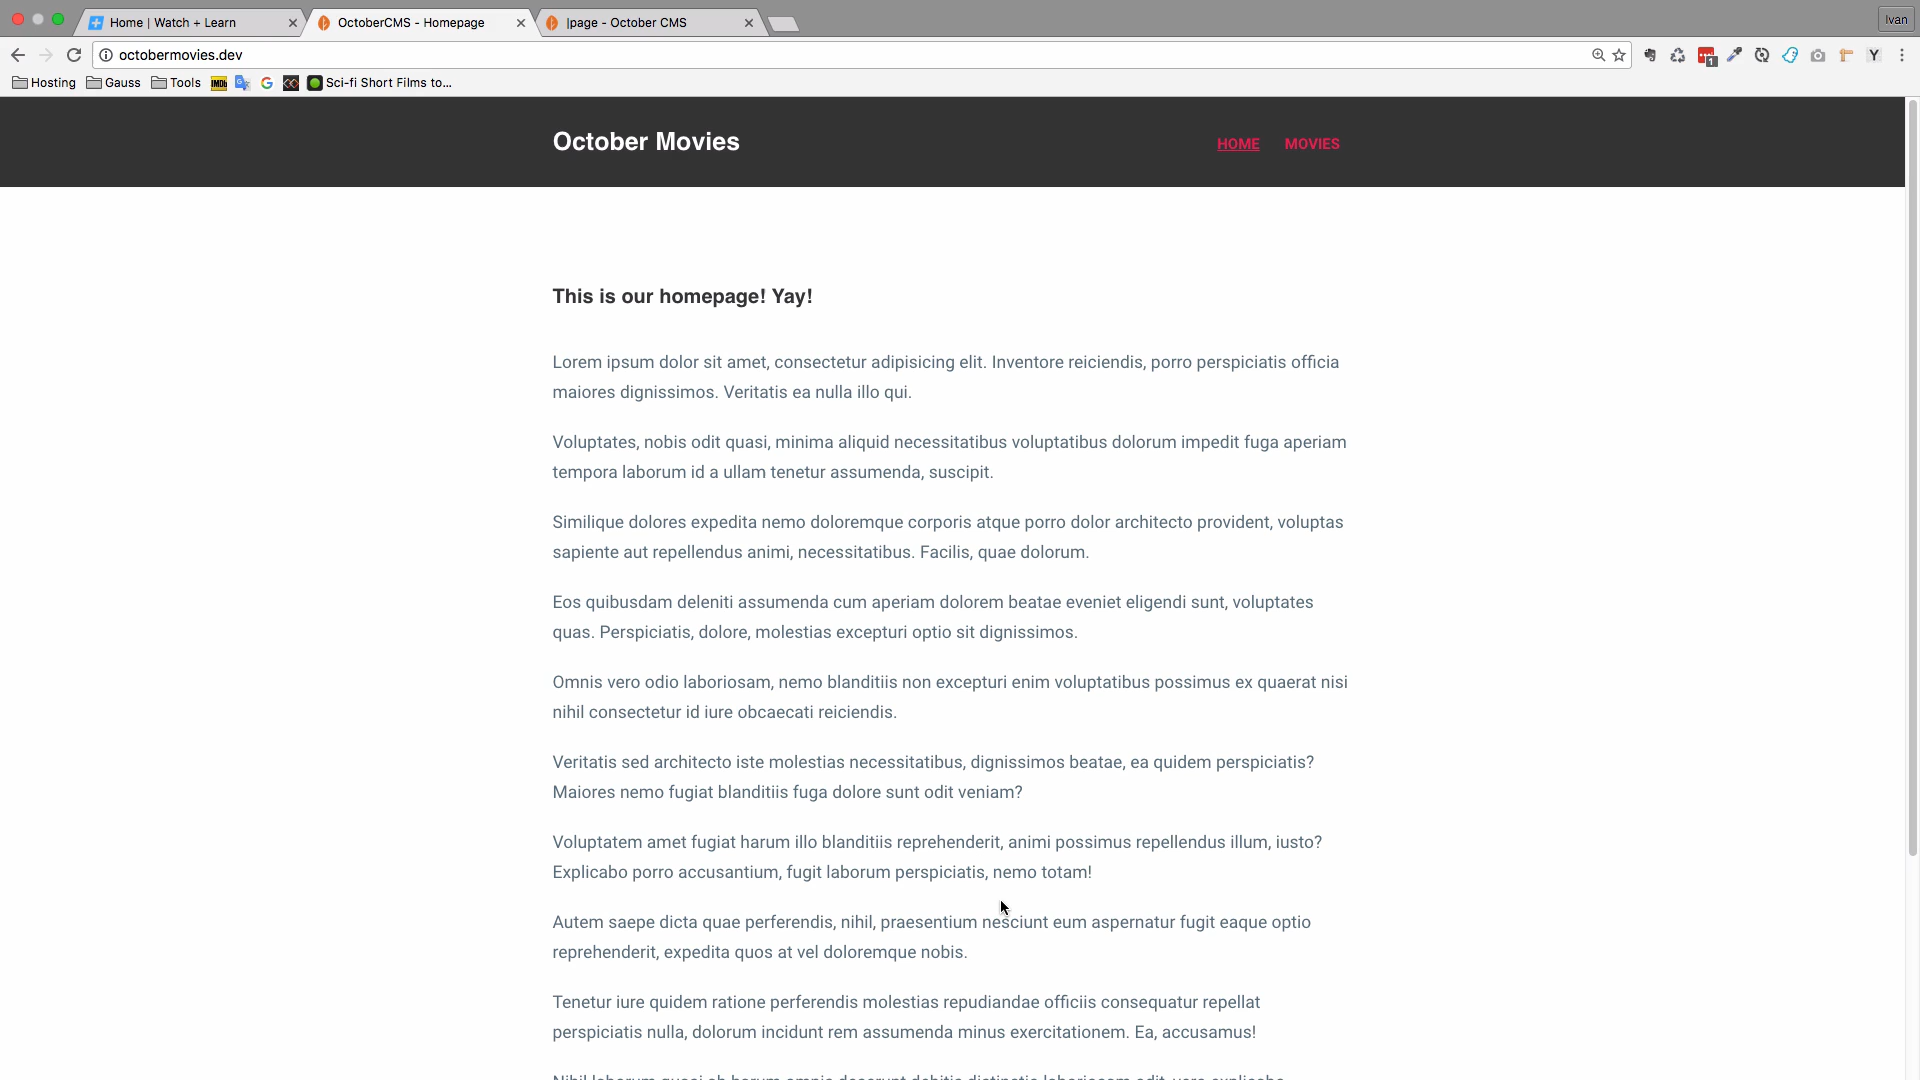 Home | Watch + Learn
OctoberCMS - Homepage
|page - October CMS
Ivan
octobermovies.dev
1
Y
Hosting
Gauss
Tools
IMDb
G
Sci-fi Short Films to...
October Movies
HOME
MOVIES
This is our homepage! Yay!
Lorem ipsum dolor sit amet, consectetur adipisicing elit. Inventore reiciendis, porro perspiciatis officia
maiores dignissimos. Veritatis ea nulla illo qui.
Voluptates, nobis odit quasi, minima aliquid necessitatibus voluptatibus dolorum impedit fuga aperiam
tempora laborum id a ullam tenetur assumenda, suscipit.
Similique dolores expedita nemo doloremque corporis atque porro dolor architecto provident, voluptas
sapiente aut repellendus animi, necessitatibus. Facilis, quae dolorum.
Eos quibusdam deleniti assumenda cum aperiam dolorem beatae eveniet eligendi sunt, voluptates
quas. Perspiciatis, dolore, molestias excepturi optio sit dignissimos.
Omnis vero odio laboriosam, nemo blanditiis non excepturi enim voluptatibus possimus ex quaerat nisi
nihil consectetur id iure obcaecati reiciendis.
Veritatis sed architecto iste molestias necessitatibus, dignissimos beatae, ea quidem perspiciatis?
Maiores nemo fugiat blanditiis fuga dolore sunt odit veniam?
Voluptatem amet fugiat harum illo blanditiis reprehenderit, animi possimus repellendus illum, iusto?
Explicabo porro accusantium, fugit laborum perspiciatis, nemo totam!
Autem saepe dicta quae perferendis, nihil, praesentium nesciunt eum aspernatur fugit eaque optio
reprehenderit, expedita quos at vel doloremque nobis.
Tenetur iure quidem ratione perferendis molestias repudiandae officiis consequatur repellat
perspiciatis nulla, dolorum incidunt rem assumenda minus exercitationem. Ea, accusamus!